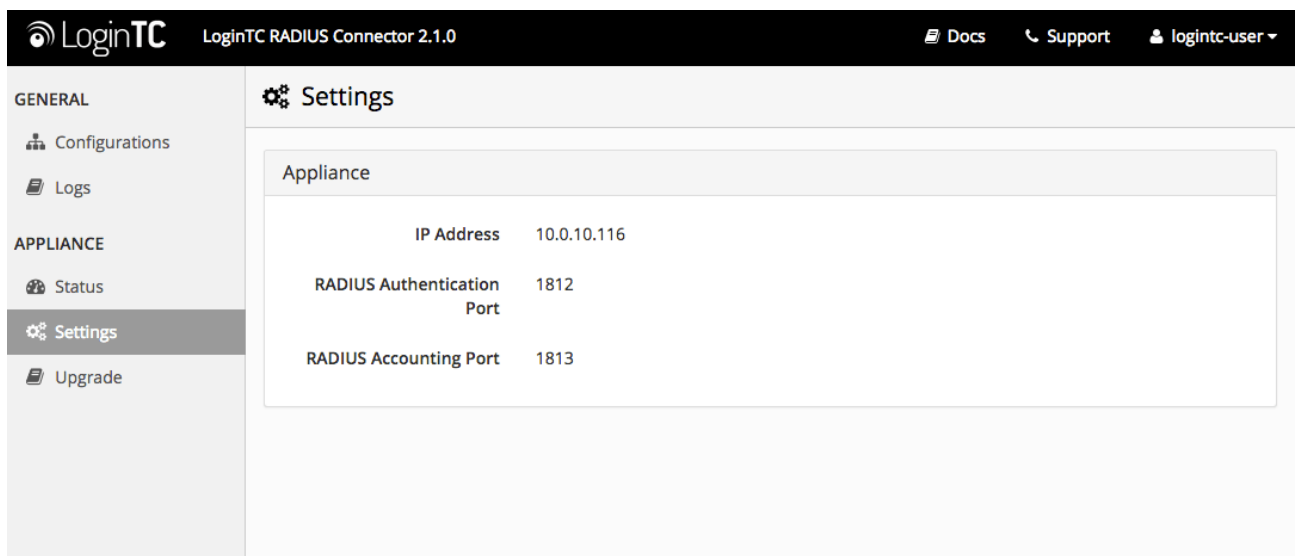 LoginTC LoginTC RADIUS Connector 2.1.0 Docs Support logintc-user
GENERAL
Configurations
Logs
APPLIANCE
Status
Settings
Upgrade
Settings
Appliance
IP Address 10.0.10.116
RADIUS Authentication 1812
Port
RADIUS Accounting Port 1813